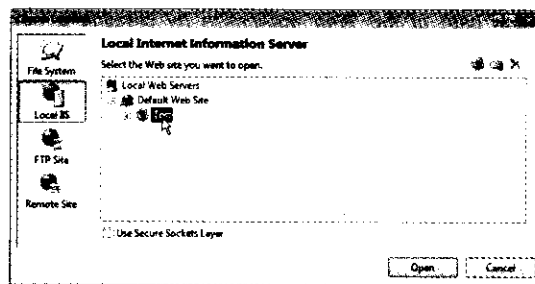 Local Internet Information Server
Select the Web site you want to open.
File System
Local IIS
FTP Site
Remote Site
Local Web Servers
Default Web Site
Use Secure Sockets Layer
Open
Cancel